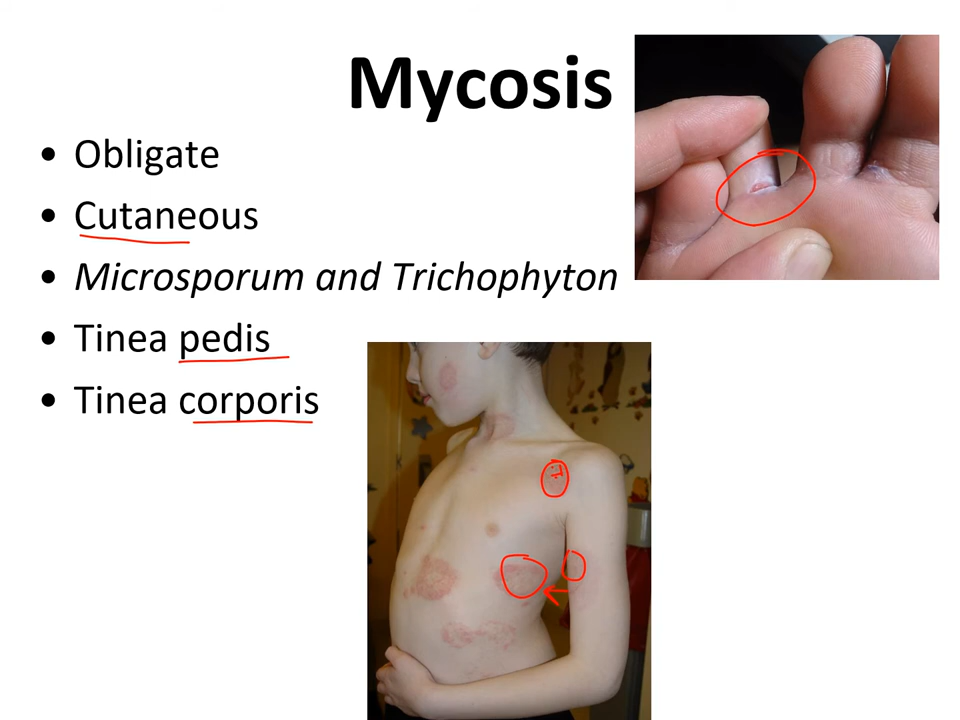 Mycosis
• Obligate
• Cutaneous
• Microsporum and Trichophyton
• Tinea pedis
• Tinea corporis